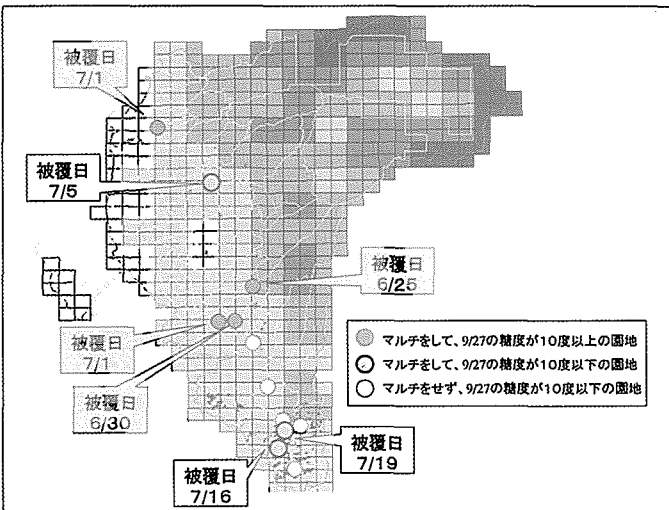 被覆日
7/1
被覆日
7/5
被覆日
6/25
被覆日
7/1
被覆日
6/30
マルチをして、9/27の糖度が10度以上の園地
マルチをして、9/27の糖度が10度以下の園地
マルチをせず、9/27の糖度が10度以下の園地
被覆日
7/19
被覆日
7/16